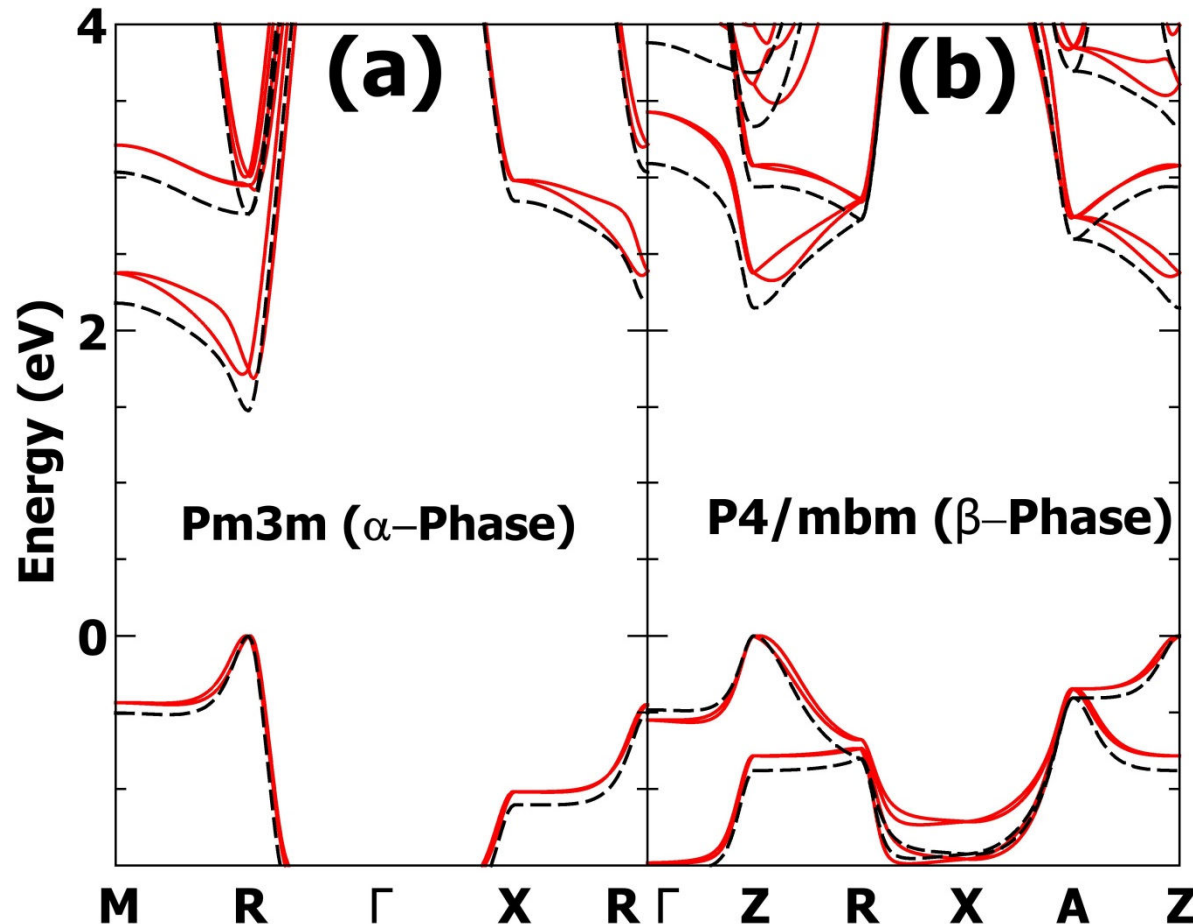 4
(a)
(b)
2
Energy (eV)
Pm3m (α−Phase)
P4/mbm (β−Phase)
0
M R Γ X R Γ Z R X A Z